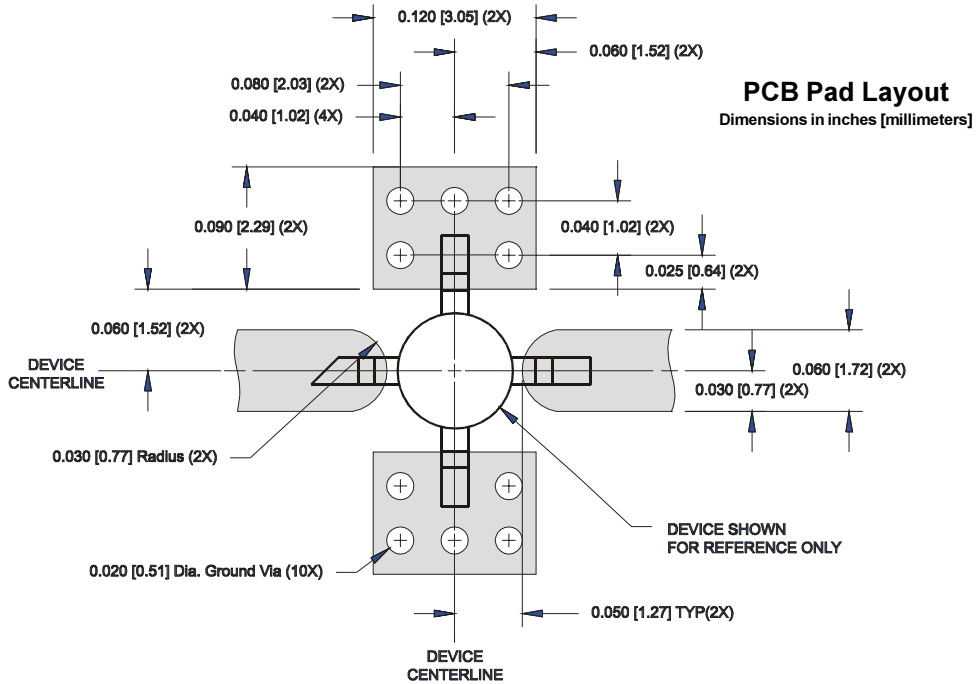 0.120 [3.05] (2X)
0.060 [1.52] (2X)
0.080 [2.03] (2X)
0.040 [1.02] (4X)
PCB Pad Layout
Dimensions in inches [millimeters]
0.090 [2.29] (2X)
0.040 [1.02] (2X)
0.025 [0.64] (2X)
0.060 [1.52] (2X)
DEVICE
CENTERLINE
0.060 [1.72] (2X)
0.030 [0.77] (2X)
0.030 [0.77] Radius (2X)
DEVICE SHOWN
FOR REFERENCE ONLY
0.020 [0.51] Dia. Ground Via (10X)
0.050 [1.27] TYP(2X)
DEVICE
CENTERLINE